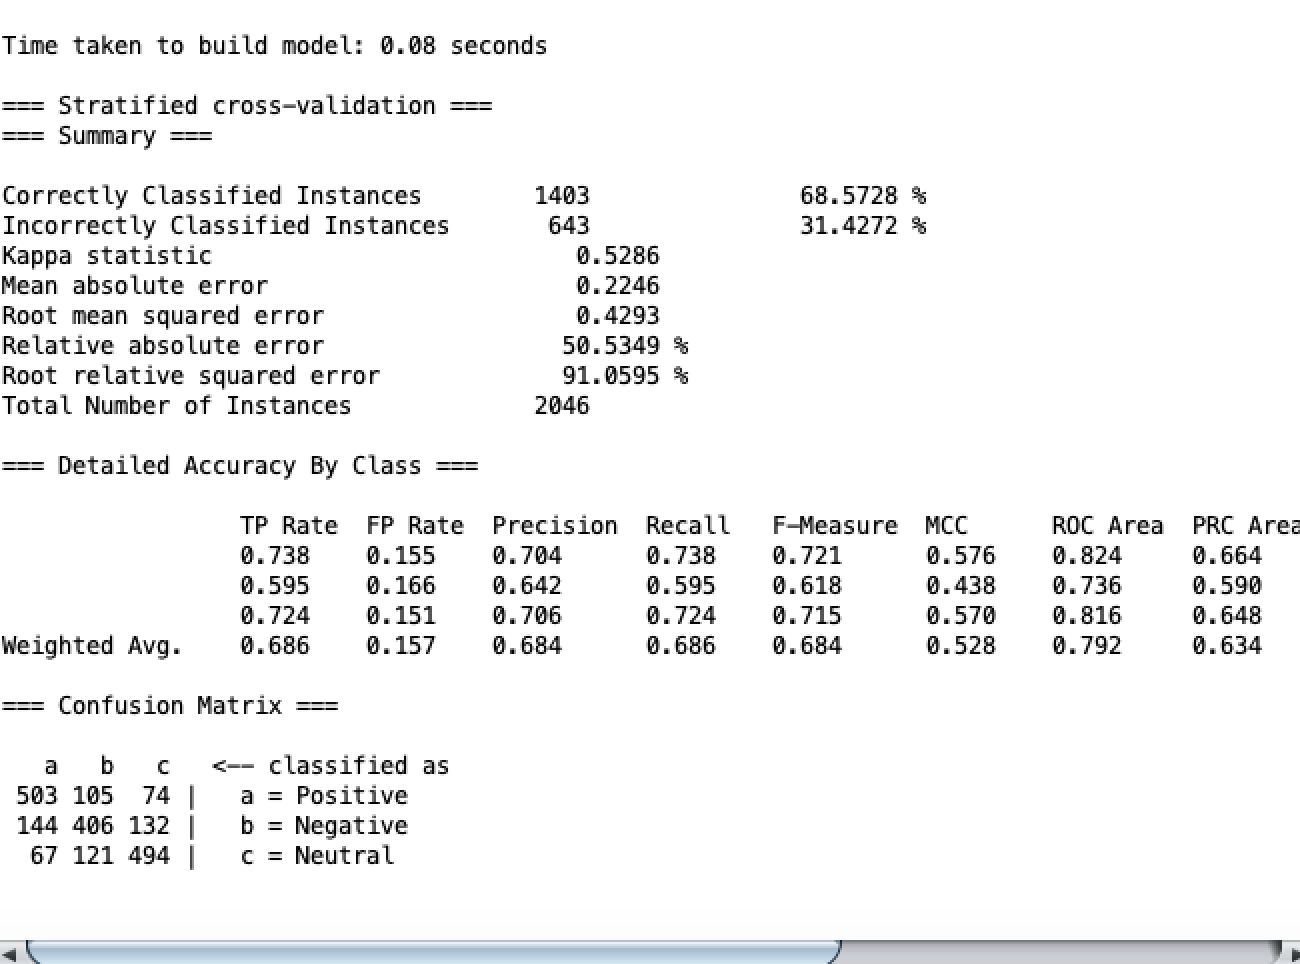 Time taken to build model: 0.08 seconds
=== Stratified cross-validation ===
=== Summary ===
Correctly Classified Instances 1403 68.5728 %
Incorrectly Classified Instances 643 31.4272 %
Kappa statistic 0.5286
Mean absolute error 0.2246
Root mean squared error 0.4293
Relative absolute error 50.5349 %
Root relative squared error 91.0595 %
Total Number of Instances 2046
=== Detailed Accuracy By Class ===
TP Rate FP Rate Precision Recall F-Measure MCC ROC Area PRC Area
0.738 0.155 0.704 0.738 0.721 0.576 0.824 0.664
0.595 0.166 0.642 0.595 0.618 0.438 0.736 0.590
0.724 0.151 0.706 0.724 0.715 0.570 0.816 0.648
Weighted Avg. 0.686 0.157 0.684 0.686 0.684 0.528 0.792 0.634
=== Confusion Matrix ===
a b c <-- classified as
503 105 74 | a = Positive
144 406 132 | b = Negative
67 121 494 | c = Neutral